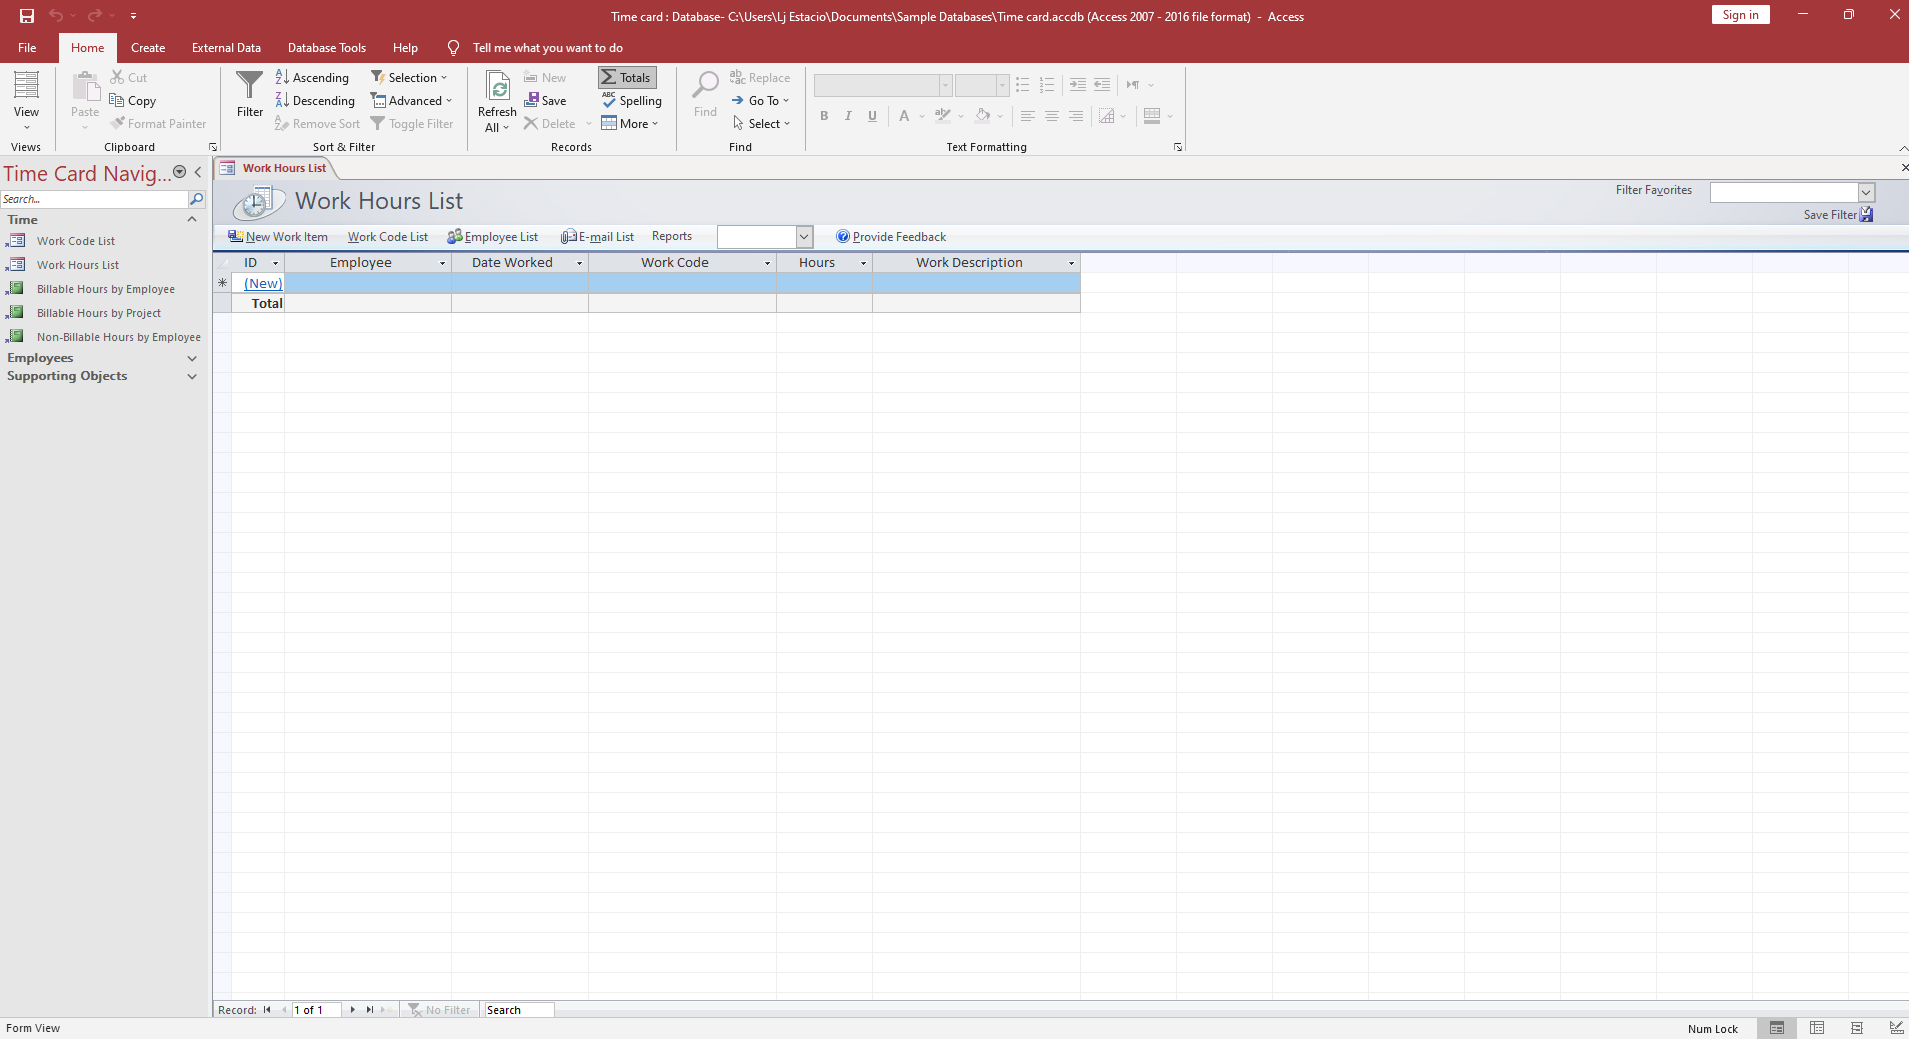 Time card : Database- C:\Users\Lj Estacio\Documents\Sample Databases\Time card.accdb (Access 2007 - 2016 file format)  -  Access
Sign in
File Home Create External Data Database Tools Help Tell me what you want to do
View
Views
Paste
Cut
Copy
Format Painter
Clipboard
Filter
Ascending
Descending
Remove Sort
Selection
Advanced
Toggle Filter
Sort & Filter
Refresh
All
New
Save
Delete
Totals
Spelling
More
Records
Find
Replace
Go To
Select
Find
B I U A
Text Formatting
Time Card Navig...
Search...
Time
Work Code List
Work Hours List
Billable Hours by Employee
Billable Hours by Project
Non-Billable Hours by Employee
Employees
Supporting Objects
Work Hours List
Work Hours List
Filter Favorites
Save Filter
New Work Item Work Code List Employee List E-mail List Reports Provide Feedback
ID Employee Date Worked Work Code Hours Work Description
(New)
Total
Record: 1 of 1 No Filter Search
Form View
Num Lock